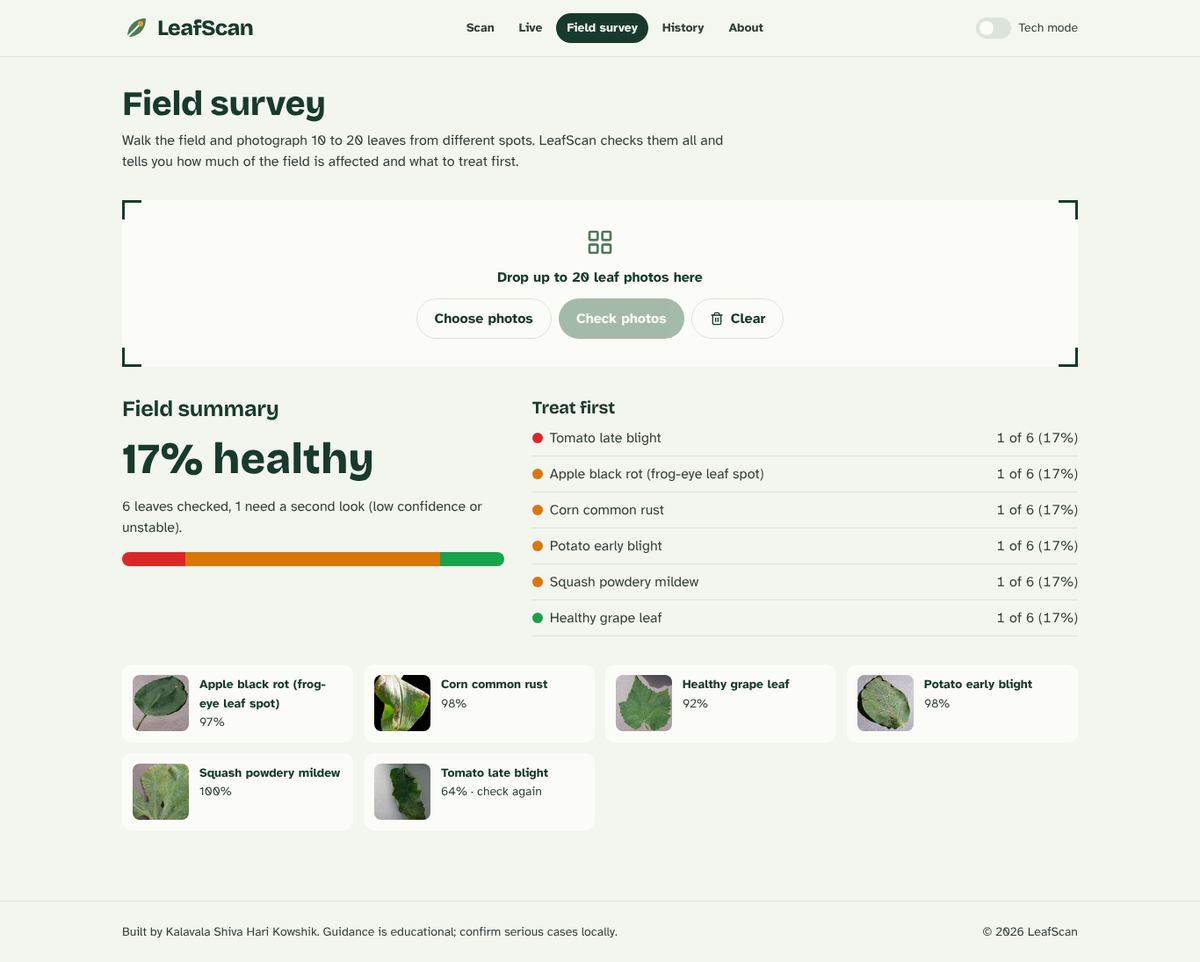 LeafScan
Scan
Live
Field survey
History
About
Tech mode
Field survey
Walk the field and photograph 10 to 20 leaves from different spots. LeafScan checks them all and
tells you how much of the field is affected and what to treat first.
Drop up to 20 leaf photos here
Choose photos
Check photos
Clear
Field summary
17% healthy
6 leaves checked, 1 need a second look (low confidence or
unstable).
Treat first
Tomato late blight 1 of 6 (17%)
Apple black rot (frog-eye leaf spot) 1 of 6 (17%)
Corn common rust 1 of 6 (17%)
Potato early blight 1 of 6 (17%)
Squash powdery mildew 1 of 6 (17%)
Healthy grape leaf 1 of 6 (17%)
Apple black rot (frog-
eye leaf spot)
97%
Corn common rust
98%
Healthy grape leaf
92%
Potato early blight
98%
Squash powdery mildew
100%
Tomato late blight
64% · check again
Built by Kalavala Shiva Hari Kowshik. Guidance is educational; confirm serious cases locally.
© 2026 LeafScan